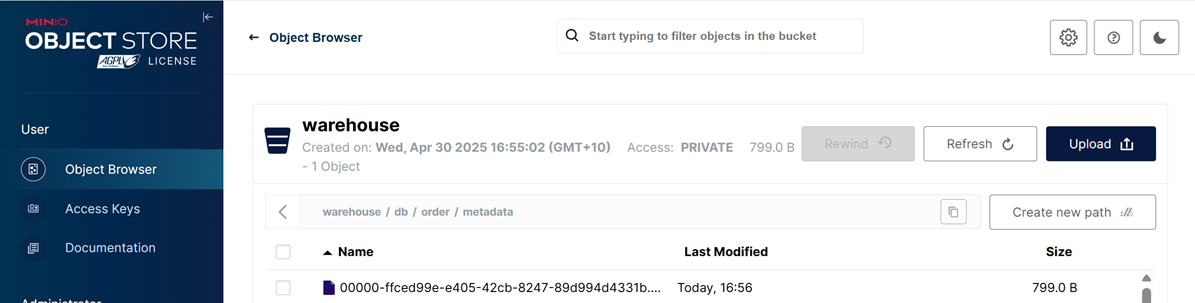 MINIO
OBJECT STORE
AGPL V3 LICENSE
User
Object Browser
Access Keys
Documentation
Object Browser
Start typing to filter objects in the bucket
warehouse
Created on: Wed, Apr 30 2025 16:55:02 (GMT+10) Access: PRIVATE 799.0 B
- 1 Object
Rewind
Refresh
Upload
warehouse / db / order / metadata
Create new path
Name Last Modified Size
00000-ffced99e-e405-42cb-8247-89d994d4331b.... Today, 16:56 799.0 B